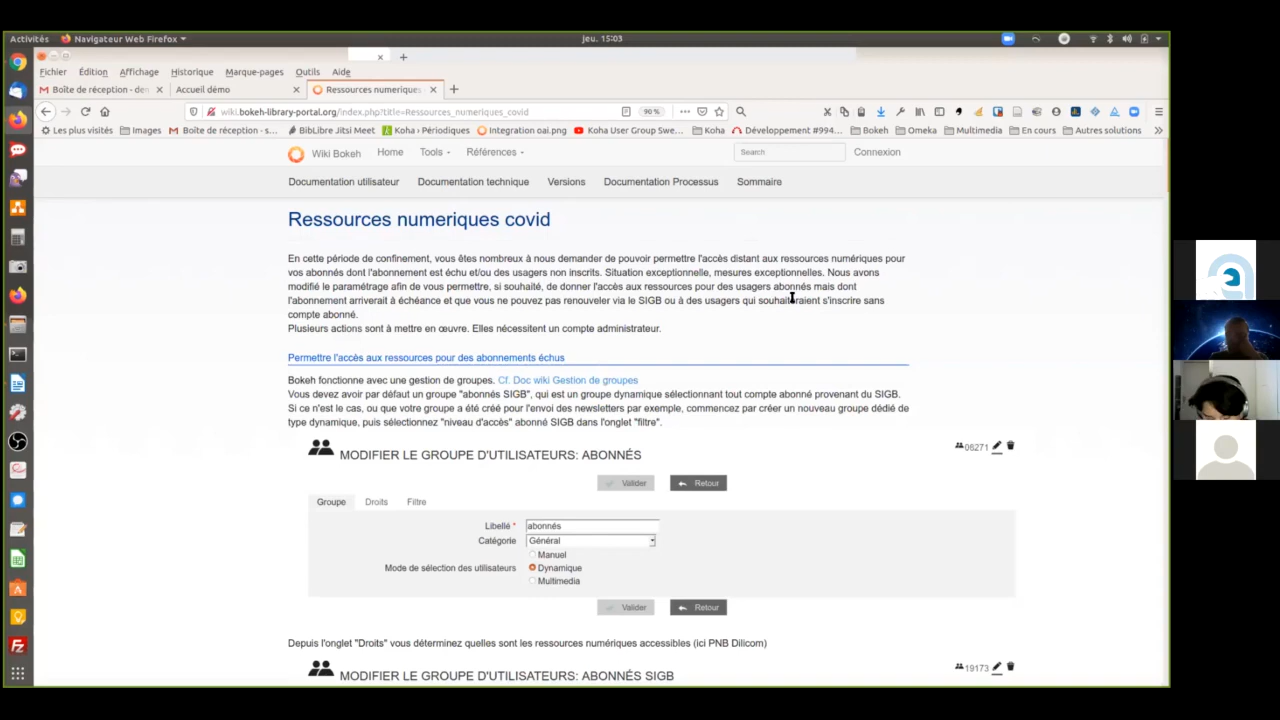 Activités
Navigateur Web Firefox
jeu. 15:03
Fichier Édition Affichage Historique Marque-pages Outils Aide
Boîte de réception - den
Accueil démo
Ressources numeriques
wiki.bokeh-library-portal.org/index.php?title=Ressources_numeriques_covid
90 %
Les plus visités
Images
Boîte de réception - s...
BibLibre Jitsi Meet
Koha › Périodiques
Integration oai.png
Koha User Group Swe...
Koha
Développement #994...
Bokeh
Omeka
Multimedia
En cours
Autres solutions
Wiki Bokeh
Home
Tools
Références
Search
Connexion
Documentation utilisateur
Documentation technique
Versions
Documentation Processus
Sommaire
Ressources numeriques covid
En cette période de confinement, vous êtes nombreux à nous demander de pouvoir permettre l'accès distant aux ressources numériques pour
vos abonnés dont l'abonnement est échu et/ou des usagers non inscrits. Situation exceptionnelle, mesures exceptionnelles. Nous avons
modifié le paramétrage afin de vous permettre, si souhaité, de donner l'accès aux ressources pour des usagers abonnés mais dont
l'abonnement arriverait à échéance et que vous ne pouvez pas renouveler via le SIGB ou à des usagers qui souhaiteraient s'inscrire sans
compte abonné.
Plusieurs actions sont à mettre en œuvre. Elles nécessitent un compte administrateur.
Permettre l'accès aux ressources pour des abonnements échus
Bokeh fonctionne avec une gestion de groupes. Cf. Doc wiki Gestion de groupes
Vous devez avoir par défaut un groupe "abonnés SIGB", qui est un groupe dynamique sélectionnant tout compte abonné provenant du SIGB.
Si ce n'est le cas, ou que votre groupe a été créé pour l'envoi des newsletters par exemple, commencez par créer un nouveau groupe dédié de
type dynamique, puis sélectionnez "niveau d'accès" abonné SIGB dans l'onglet "filtre".
MODIFIER LE GROUPE D'UTILISATEURS: ABONNÉS
06271
Valider
Retour
Groupe
Droits
Filtre
Libellé *
abonnés
Catégorie
Général
Manuel
Mode de sélection des utilisateurs
Dynamique
Multimedia
Valider
Retour
Depuis l'onglet "Droits" vous déterminez quelles sont les ressources numériques accessibles (ici PNB Dilicom)
MODIFIER LE GROUPE D'UTILISATEURS: ABONNÉS SIGB
19173